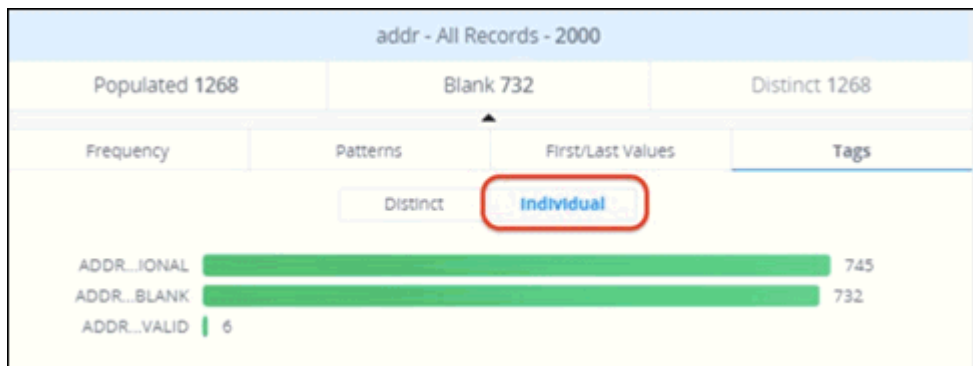 addr - All Records - 2000
Populated 1268 Blank 732 Distinct 1268
Frequency Patterns First/Last Values Tags
Distinct Individual
ADDR...IONAL 745
ADDR...BLANK 732
ADDR...VALID 6